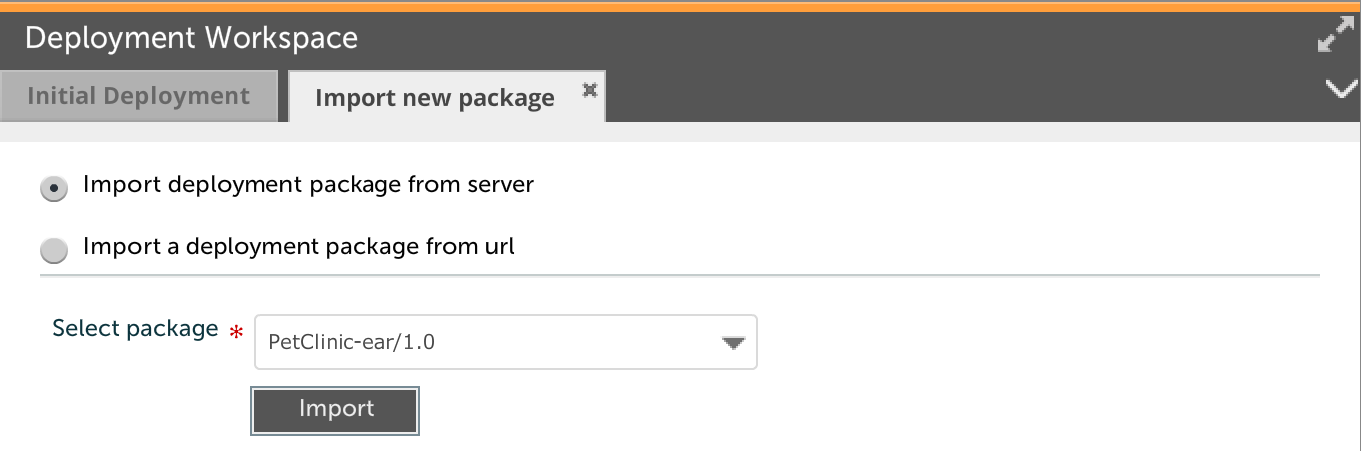 Deployment Workspace
Initial Deployment
Import new package
Import deployment package from server
Import a deployment package from url
Select package *
PetClinic-ear/1.0
Import